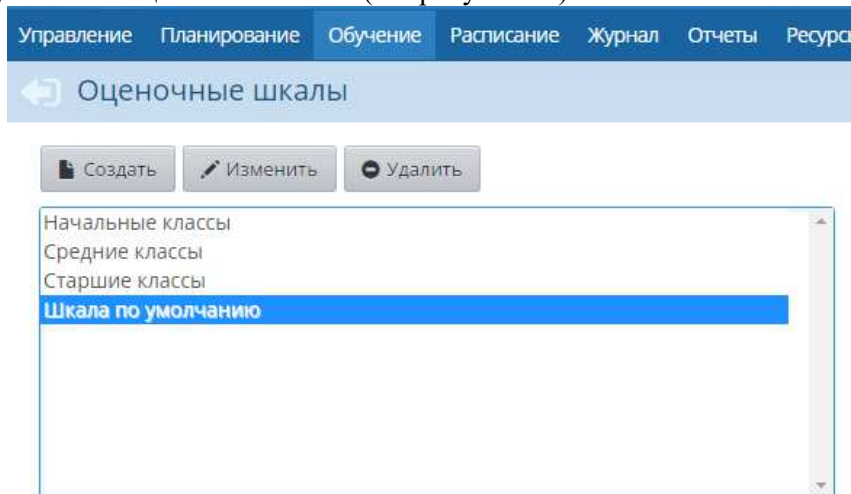 Управление Планирование Обучение Расписание Журнал Отчеты
Оценочные шкалы
Создать Изменить Удалить
Начальные классы
Средние классы
Старшие классы
Шкала по умолчанию